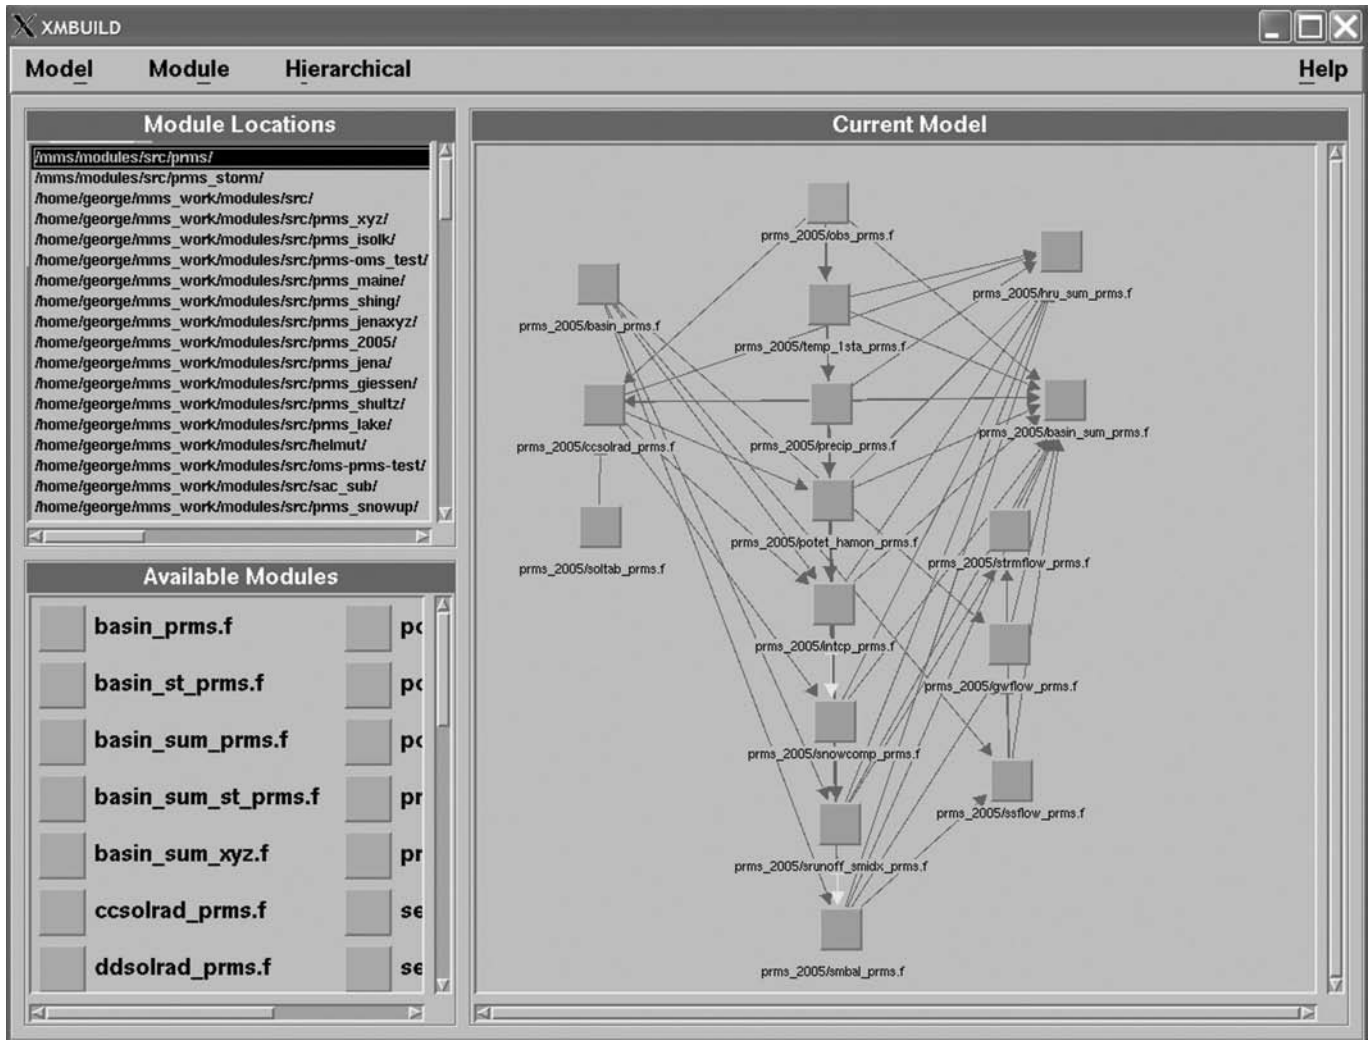 XMBUILD
Model Module Hierarchical Help
Module Locations
/mms/modules/src/prms/
/mms/modules/src/prms_storm/
/home/george/mms_work/modules/src/
/home/george/mms_work/modules/src/prms_xyz/
/home/george/mms_work/modules/src/prms_isolk/
/home/george/mms_work/modules/src/prms-oms_test/
/home/george/mms_work/modules/src/prms_maine/
/home/george/mms_work/modules/src/prms_shing/
/home/george/mms_work/modules/src/prms_jenaxyz/
/home/george/mms_work/modules/src/prms_2005/
/home/george/mms_work/modules/src/prms_jena/
/home/george/mms_work/modules/src/prms_giessen/
/home/george/mms_work/modules/src/prms_shultz/
/home/george/mms_work/modules/src/prms_lake/
/home/george/mms_work/modules/src/helmut/
/home/george/mms_work/modules/src/oms-prms-test/
/home/george/mms_work/modules/src/sac_sub/
/home/george/mms_work/modules/src/prms_snowup/
Available Modules
basin_prms.f po
basin_st_prms.f po
basin_sum_prms.f po
basin_sum_st_prms.f pr
basin_sum_xyz.f pr
ccsolrad_prms.f se
ddsolrad_prms.f se
Current Model
prms_2005/obs_prms.f
prms_2005/hru_sum_prms.f
prms_2005/basin_prms.f
prms_2005/temp_1sta_prms.f
prms_2005/basin_sum_prms.f
prms_2005/ccsolrad_prms.f
prms_2005/precip_prms.f
prms_2005/potet_hamon_prms.f
prms_2005/strmflow_prms.f
prms_2005/soltab_prms.f
prms_2005/intcp_prms.f
prms_2005/gwflow_prms.f
prms_2005/snowcomp_prms.f
prms_2005/ssflow_prms.f
prms_2005/srunoff_smidx_prms.f
prms_2005/smbal_prms.f